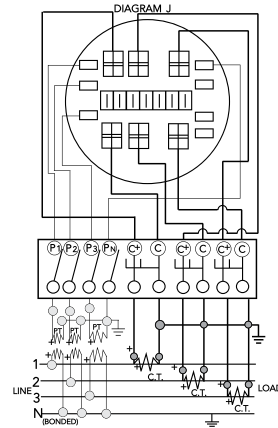 DIAGRAM J
P1 P2 P3 PN C+ C C+ C C+ C
PT PT PT
+ + +
1
+ C.T.
2
LINE + C.T. LOAD
3
+ C.T.
N
(BONDED)